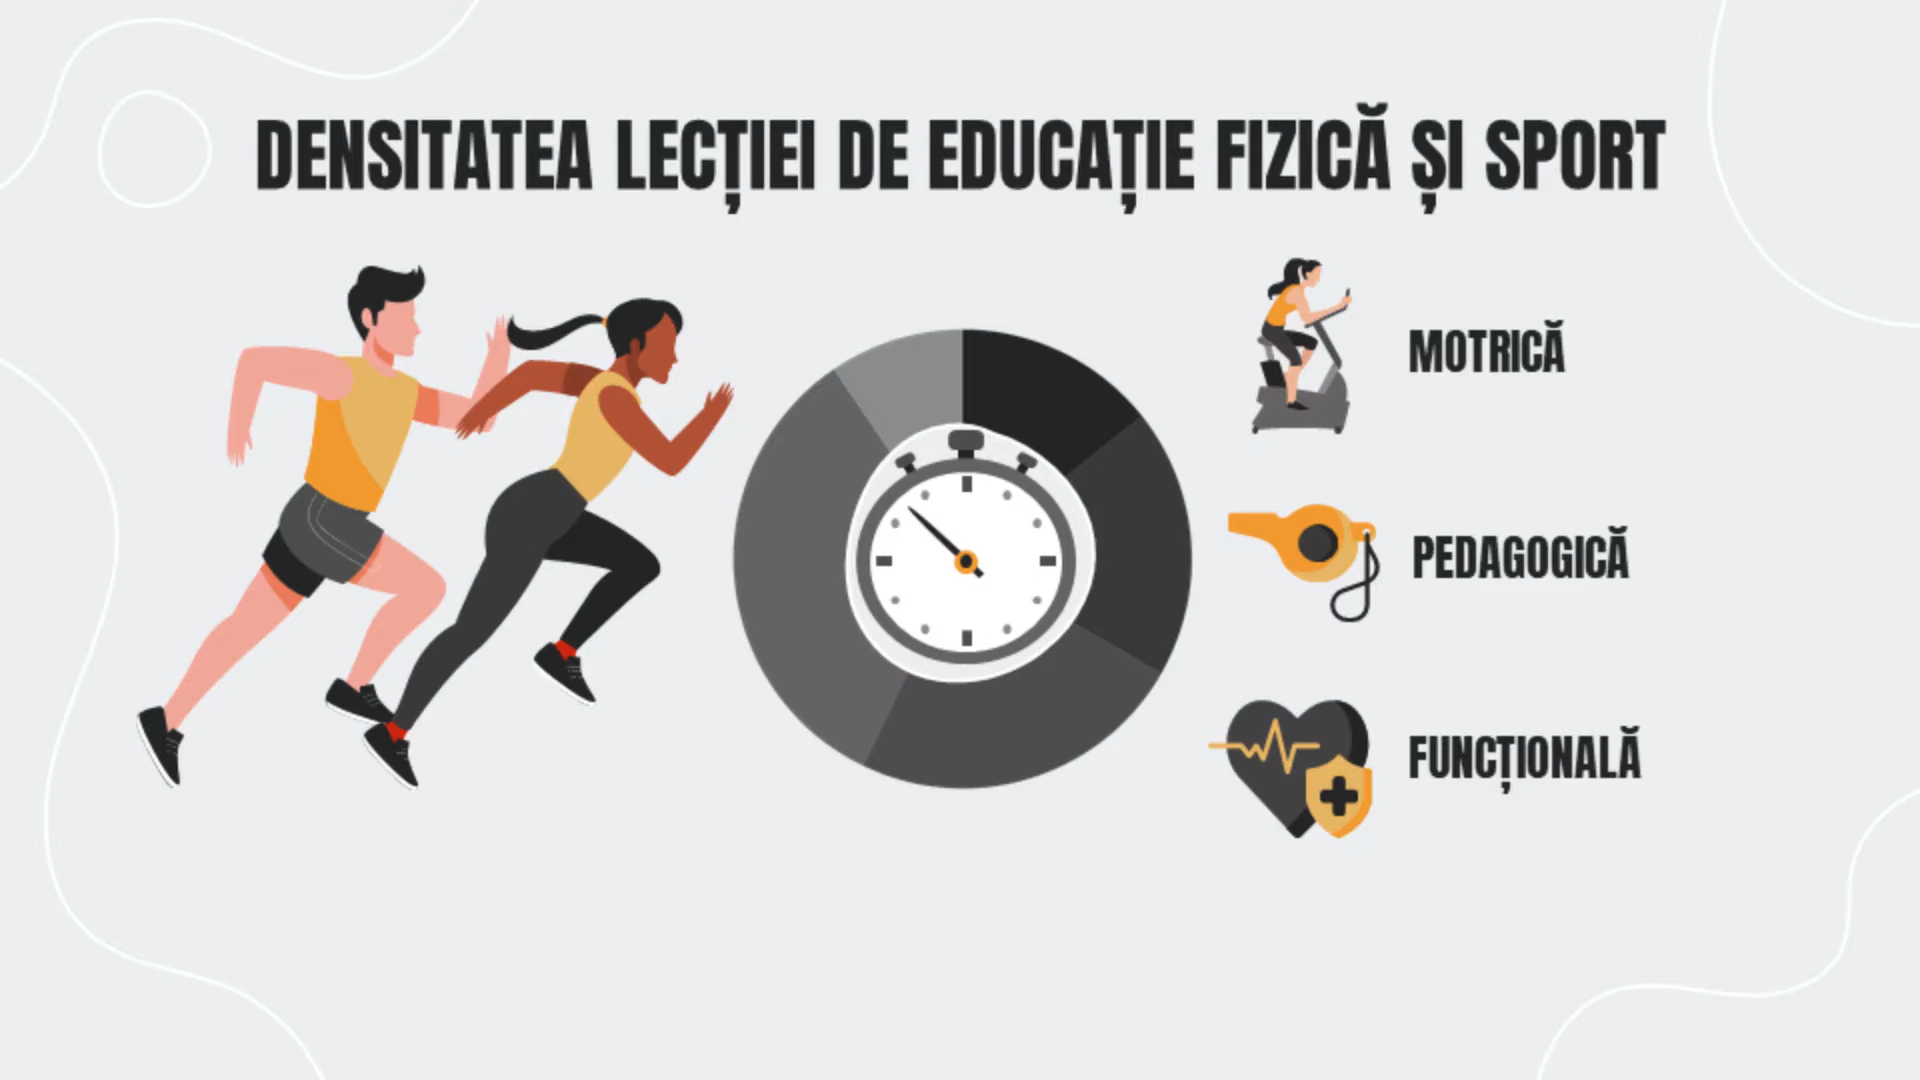 DENSITATEA LECȚIEI DE EDUCAȚIE FIZICĂ ȘI SPORT
MOTRICĂ
PEDAGOGICĂ
FUNCȚIONALĂ